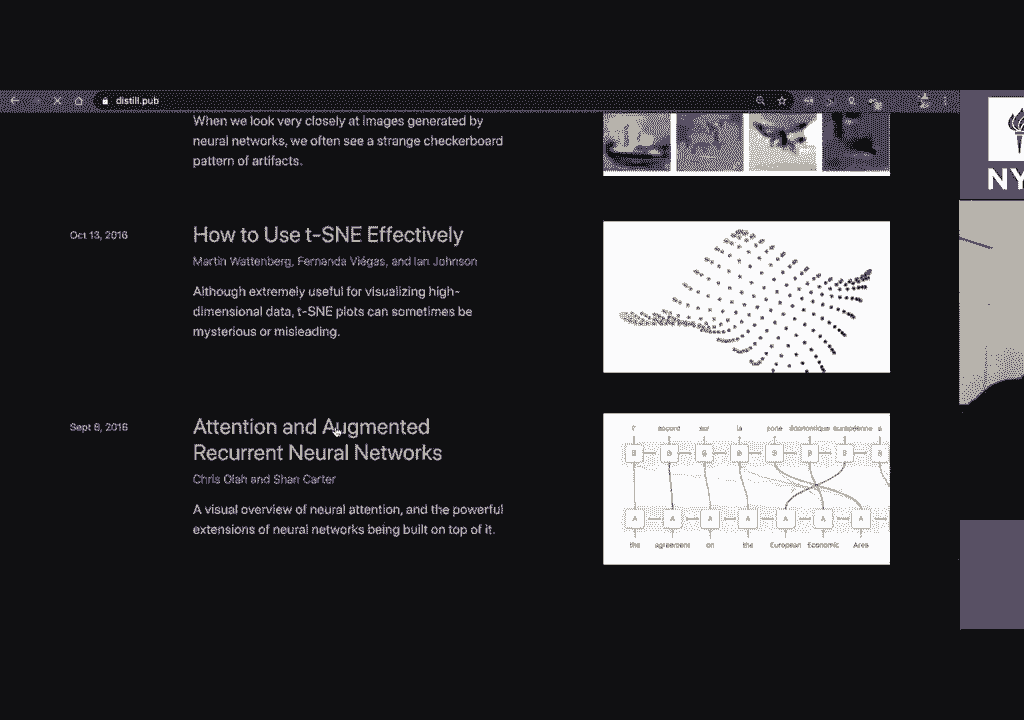 distill.pub
When we look very closely at images generated by
neural networks, we often see a strange checkerboard
pattern of artifacts.
NY
Oct 13, 2016
How to Use t-SNE Effectively
Martin Wattenberg, Fernanda Viégas, and Ian Johnson
Although extremely useful for visualizing high-
dimensional data, t-SNE plots can sometimes be
mysterious or misleading.
Sept 8, 2016
Attention and Augmented
Recurrent Neural Networks
Chris Olah and Shan Carter
A visual overview of neural attention, and the powerful
extensions of neural networks being built on top of it.
l' accord sur la zone économique européenne a
B B B B B B B B
A A A A A A A
the agreement on the European Economic Area